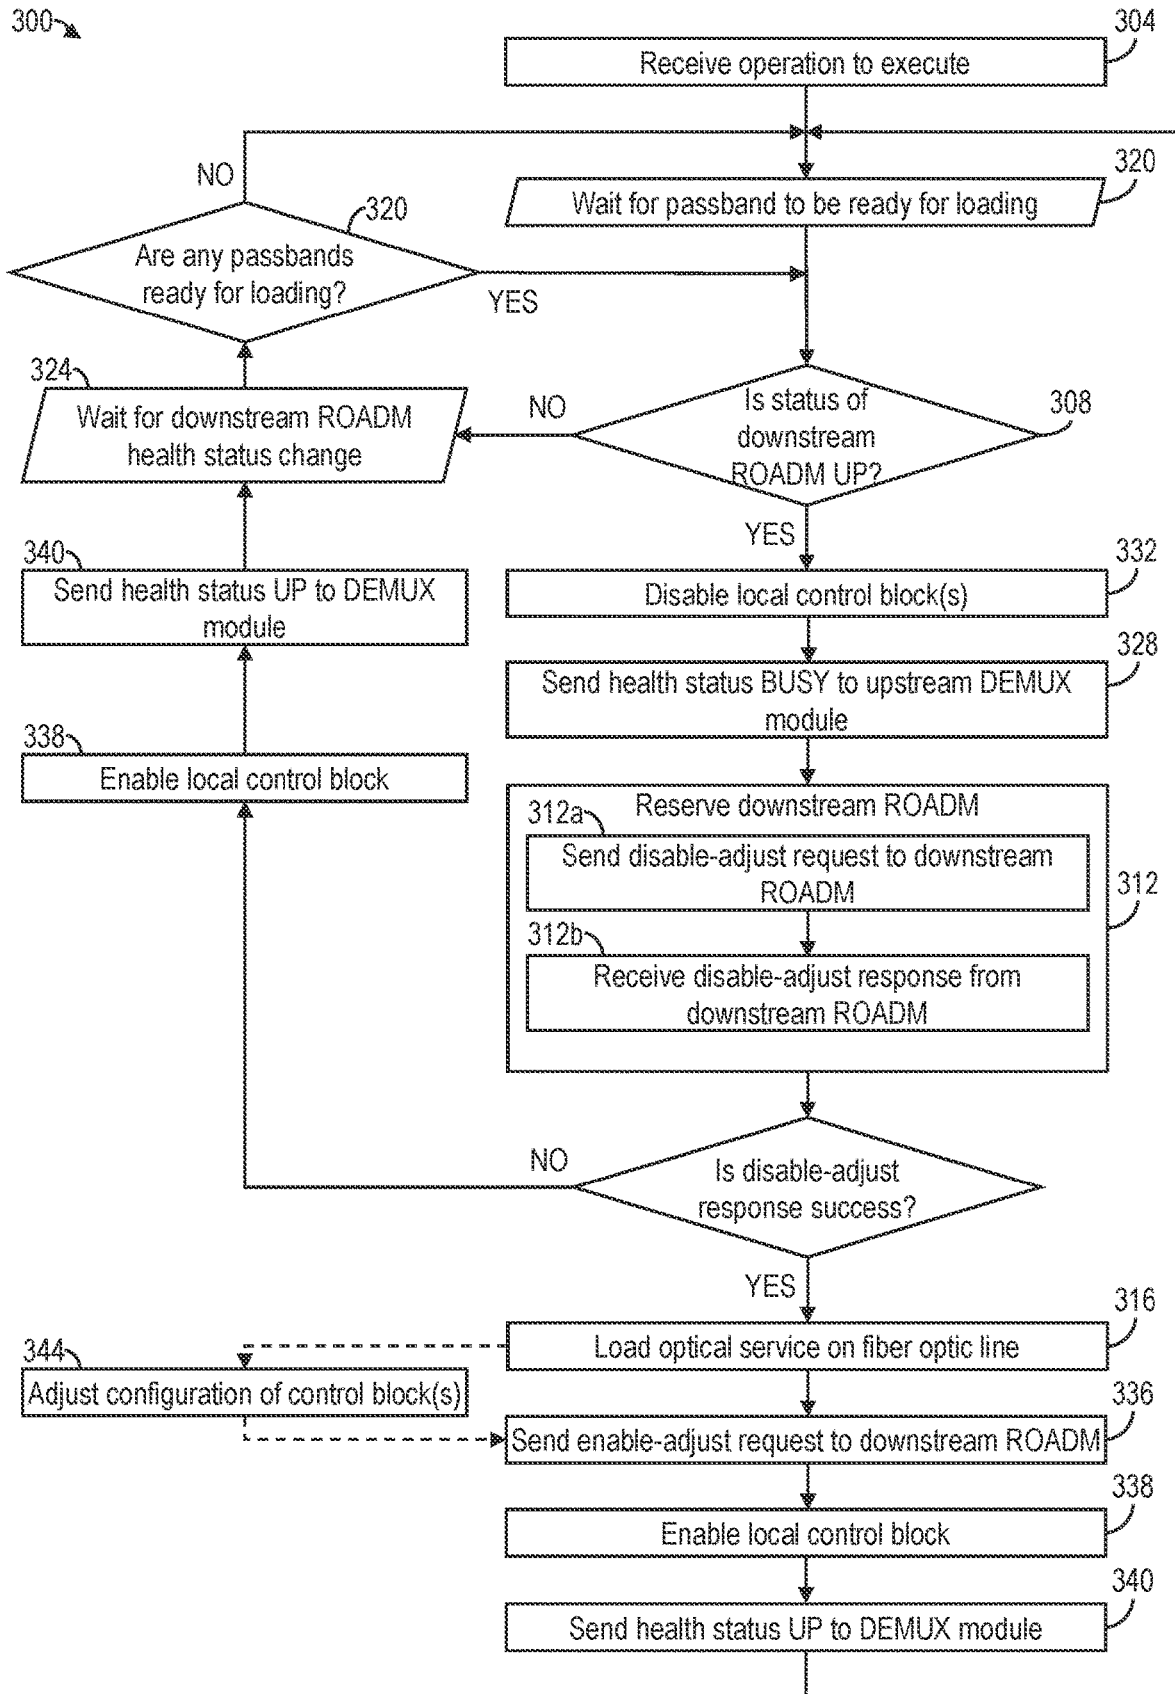 300
304
Receive operation to execute
NO
320
Wait for passband to be ready for loading
320
Are any passbands
ready for loading?
YES
324
Wait for downstream ROADM
health status change
NO
Is status of
downstream
ROADM UP?
308
YES
340
Send health status UP to DEMUX
module
332
Disable local control block(s)
328
Send health status BUSY to upstream DEMUX
module
338
Enable local control block
Reserve downstream ROADM
312a
Send disable-adjust request to downstream
ROADM
312
312b
Receive disable-adjust response from
downstream ROADM
NO
Is disable-adjust
response success?
YES
316
Load optical service on fiber optic line
344
Adjust configuration of control block(s)
336
Send enable-adjust request to downstream ROADM
338
Enable local control block
340
Send health status UP to DEMUX module